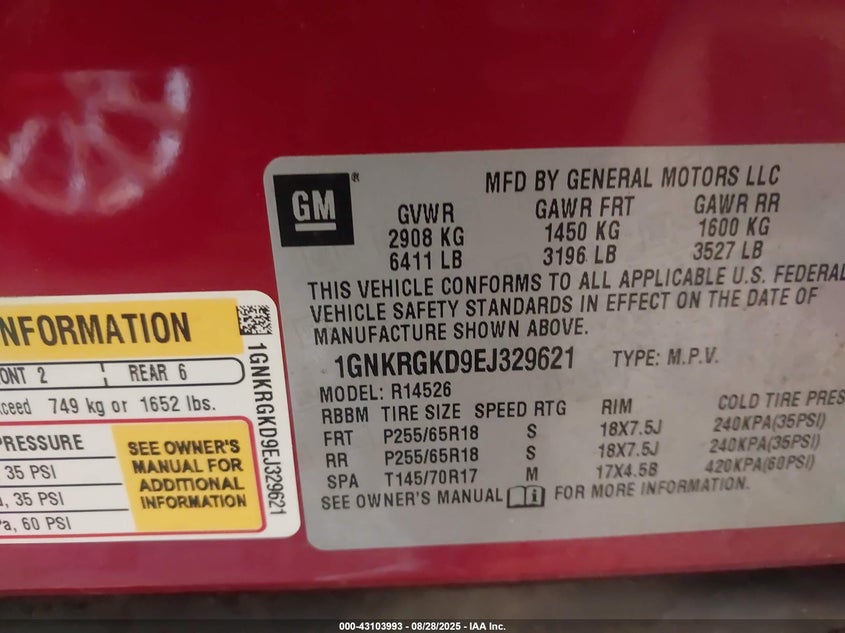 GM
®
MFD BY GENERAL MOTORS LLC
GVWR GAWR FRT GAWR RR
2908 KG 1450 KG 1600 KG
6411 LB 3196 LB 3527 LB
THIS VEHICLE CONFORMS TO ALL APPLICABLE U.S. FEDERAL
VEHICLE SAFETY STANDARDS IN EFFECT ON THE DATE OF
MANUFACTURE SHOWN ABOVE.
1GNKRGKD9EJ329621 TYPE: M.P.V.
MODEL: R14526
RBBM TIRE SIZE SPEED RTG RIM COLD TIRE PRES
FRT P255/65R18 S 18X7.5J 240KPA(35PSI)
RR P255/65R18 S 18X7.5J 240KPA(35PSI)
SPA T145/70R17 M 17X4.5B 420KPA(60PSI)
SEE OWNER'S MANUAL FOR MORE INFORMATION.
NFORMATION
ONT 2 REAR 6
xceed 749 kg or 1652 lbs.
PRESSURE
35 PSI
, 35 PSI
Pa, 60 PSI
SEE OWNER'S
MANUAL FOR
ADDITIONAL
INFORMATION
1GNKRGKD9EJ329621
000-43103993 - 08/28/2025 - IAA Inc.